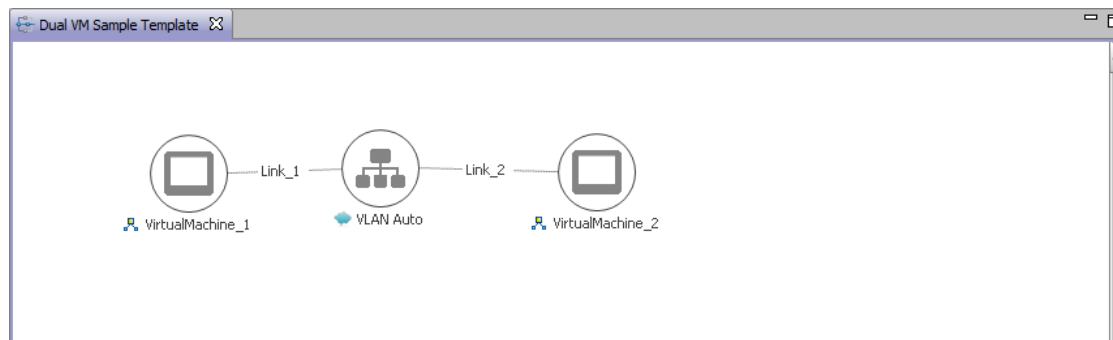 Dual VM Sample Template
Link_1
Link_2
VirtualMachine_1
VLAN Auto
VirtualMachine_2